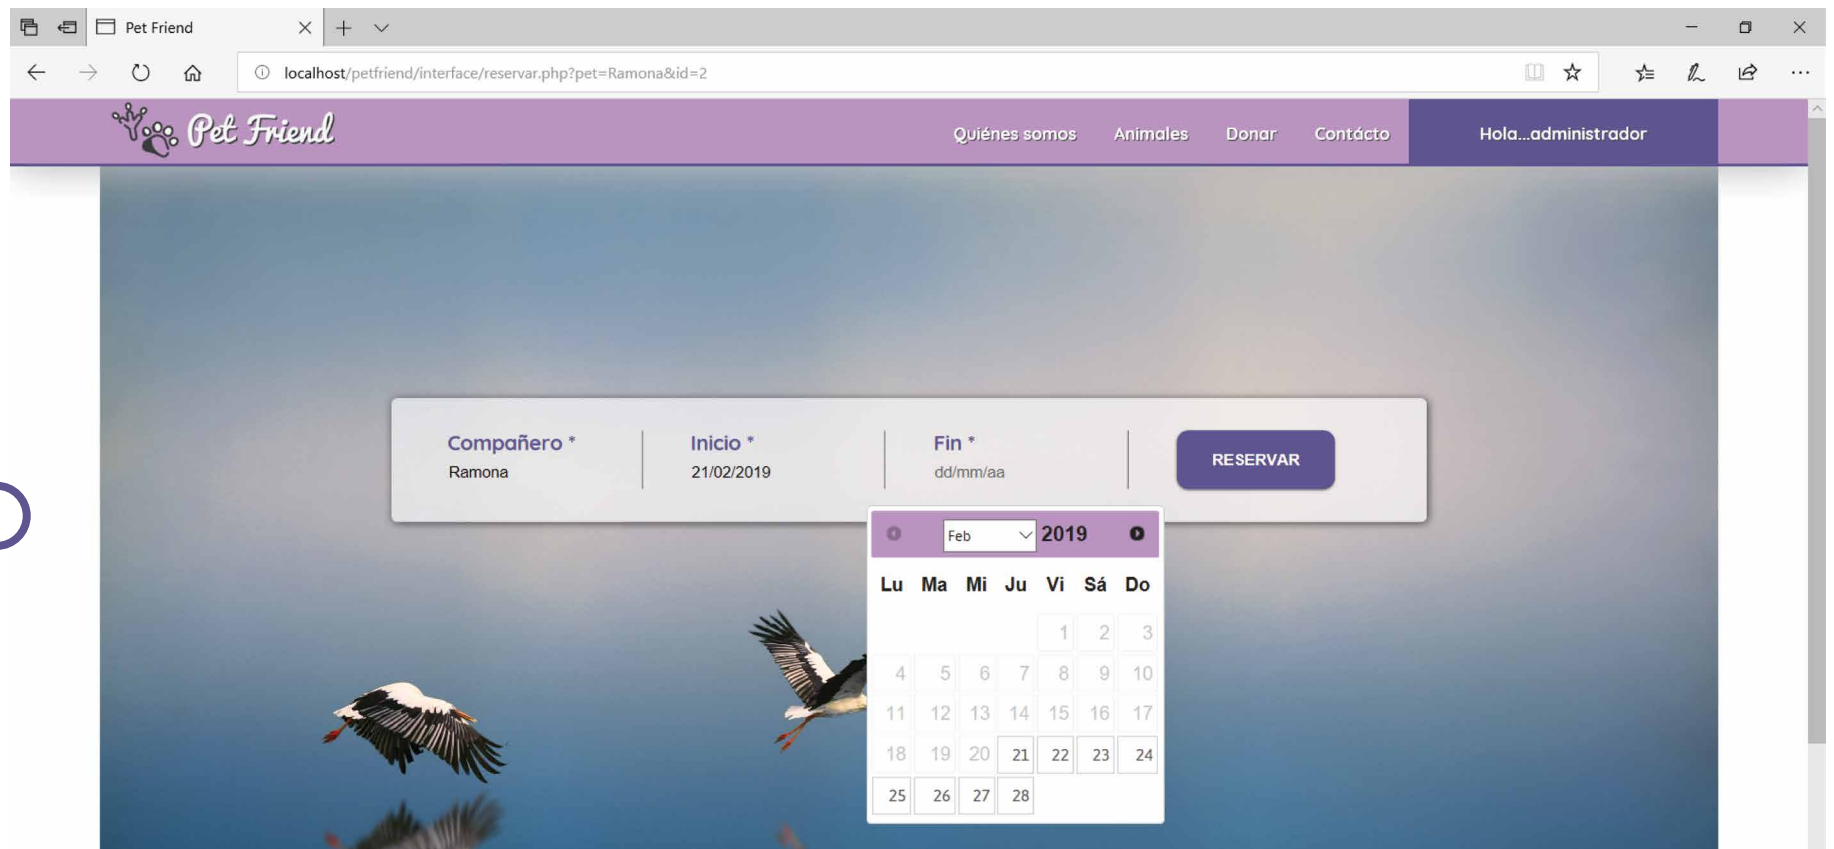 Pet Friend
localhost/petfriend/interface/reservar.php?pet=Ramona&id=2
Pet Friend
Quiénes somos Animales Donar Contácto Hola...administrador
Compañero * Inicio * Fin *
Ramona 21/02/2019 dd/mm/aa
RESERVAR
Feb 2019
Lu Ma Mi Ju Vi Sá Do
1 2 3
4 5 6 7 8 9 10
11 12 13 14 15 16 17
18 19 20 21 22 23 24
25 26 27 28